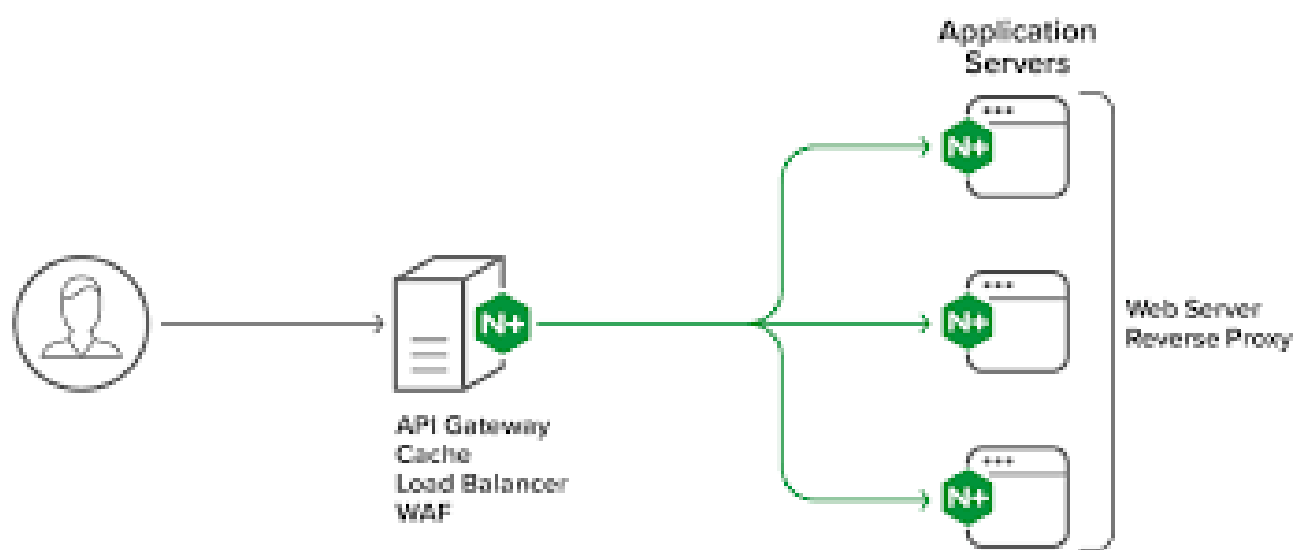 Application
Servers
N+
N+
N+
N+
API Gateway
Cache
Load Balancer
WAF
Web Server
Reverse Proxy